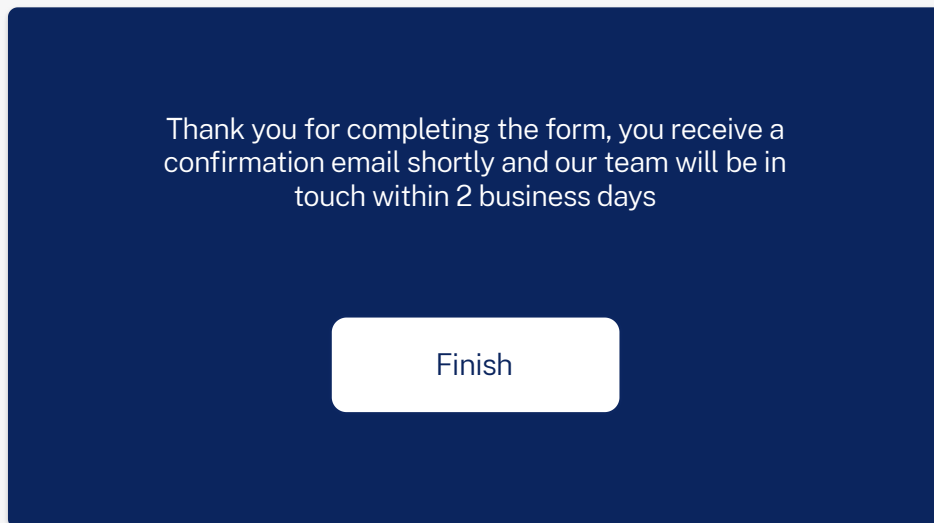 Thank you for completing the form, you receive a
confirmation email shortly and our team will be in
touch within 2 business days
Finish